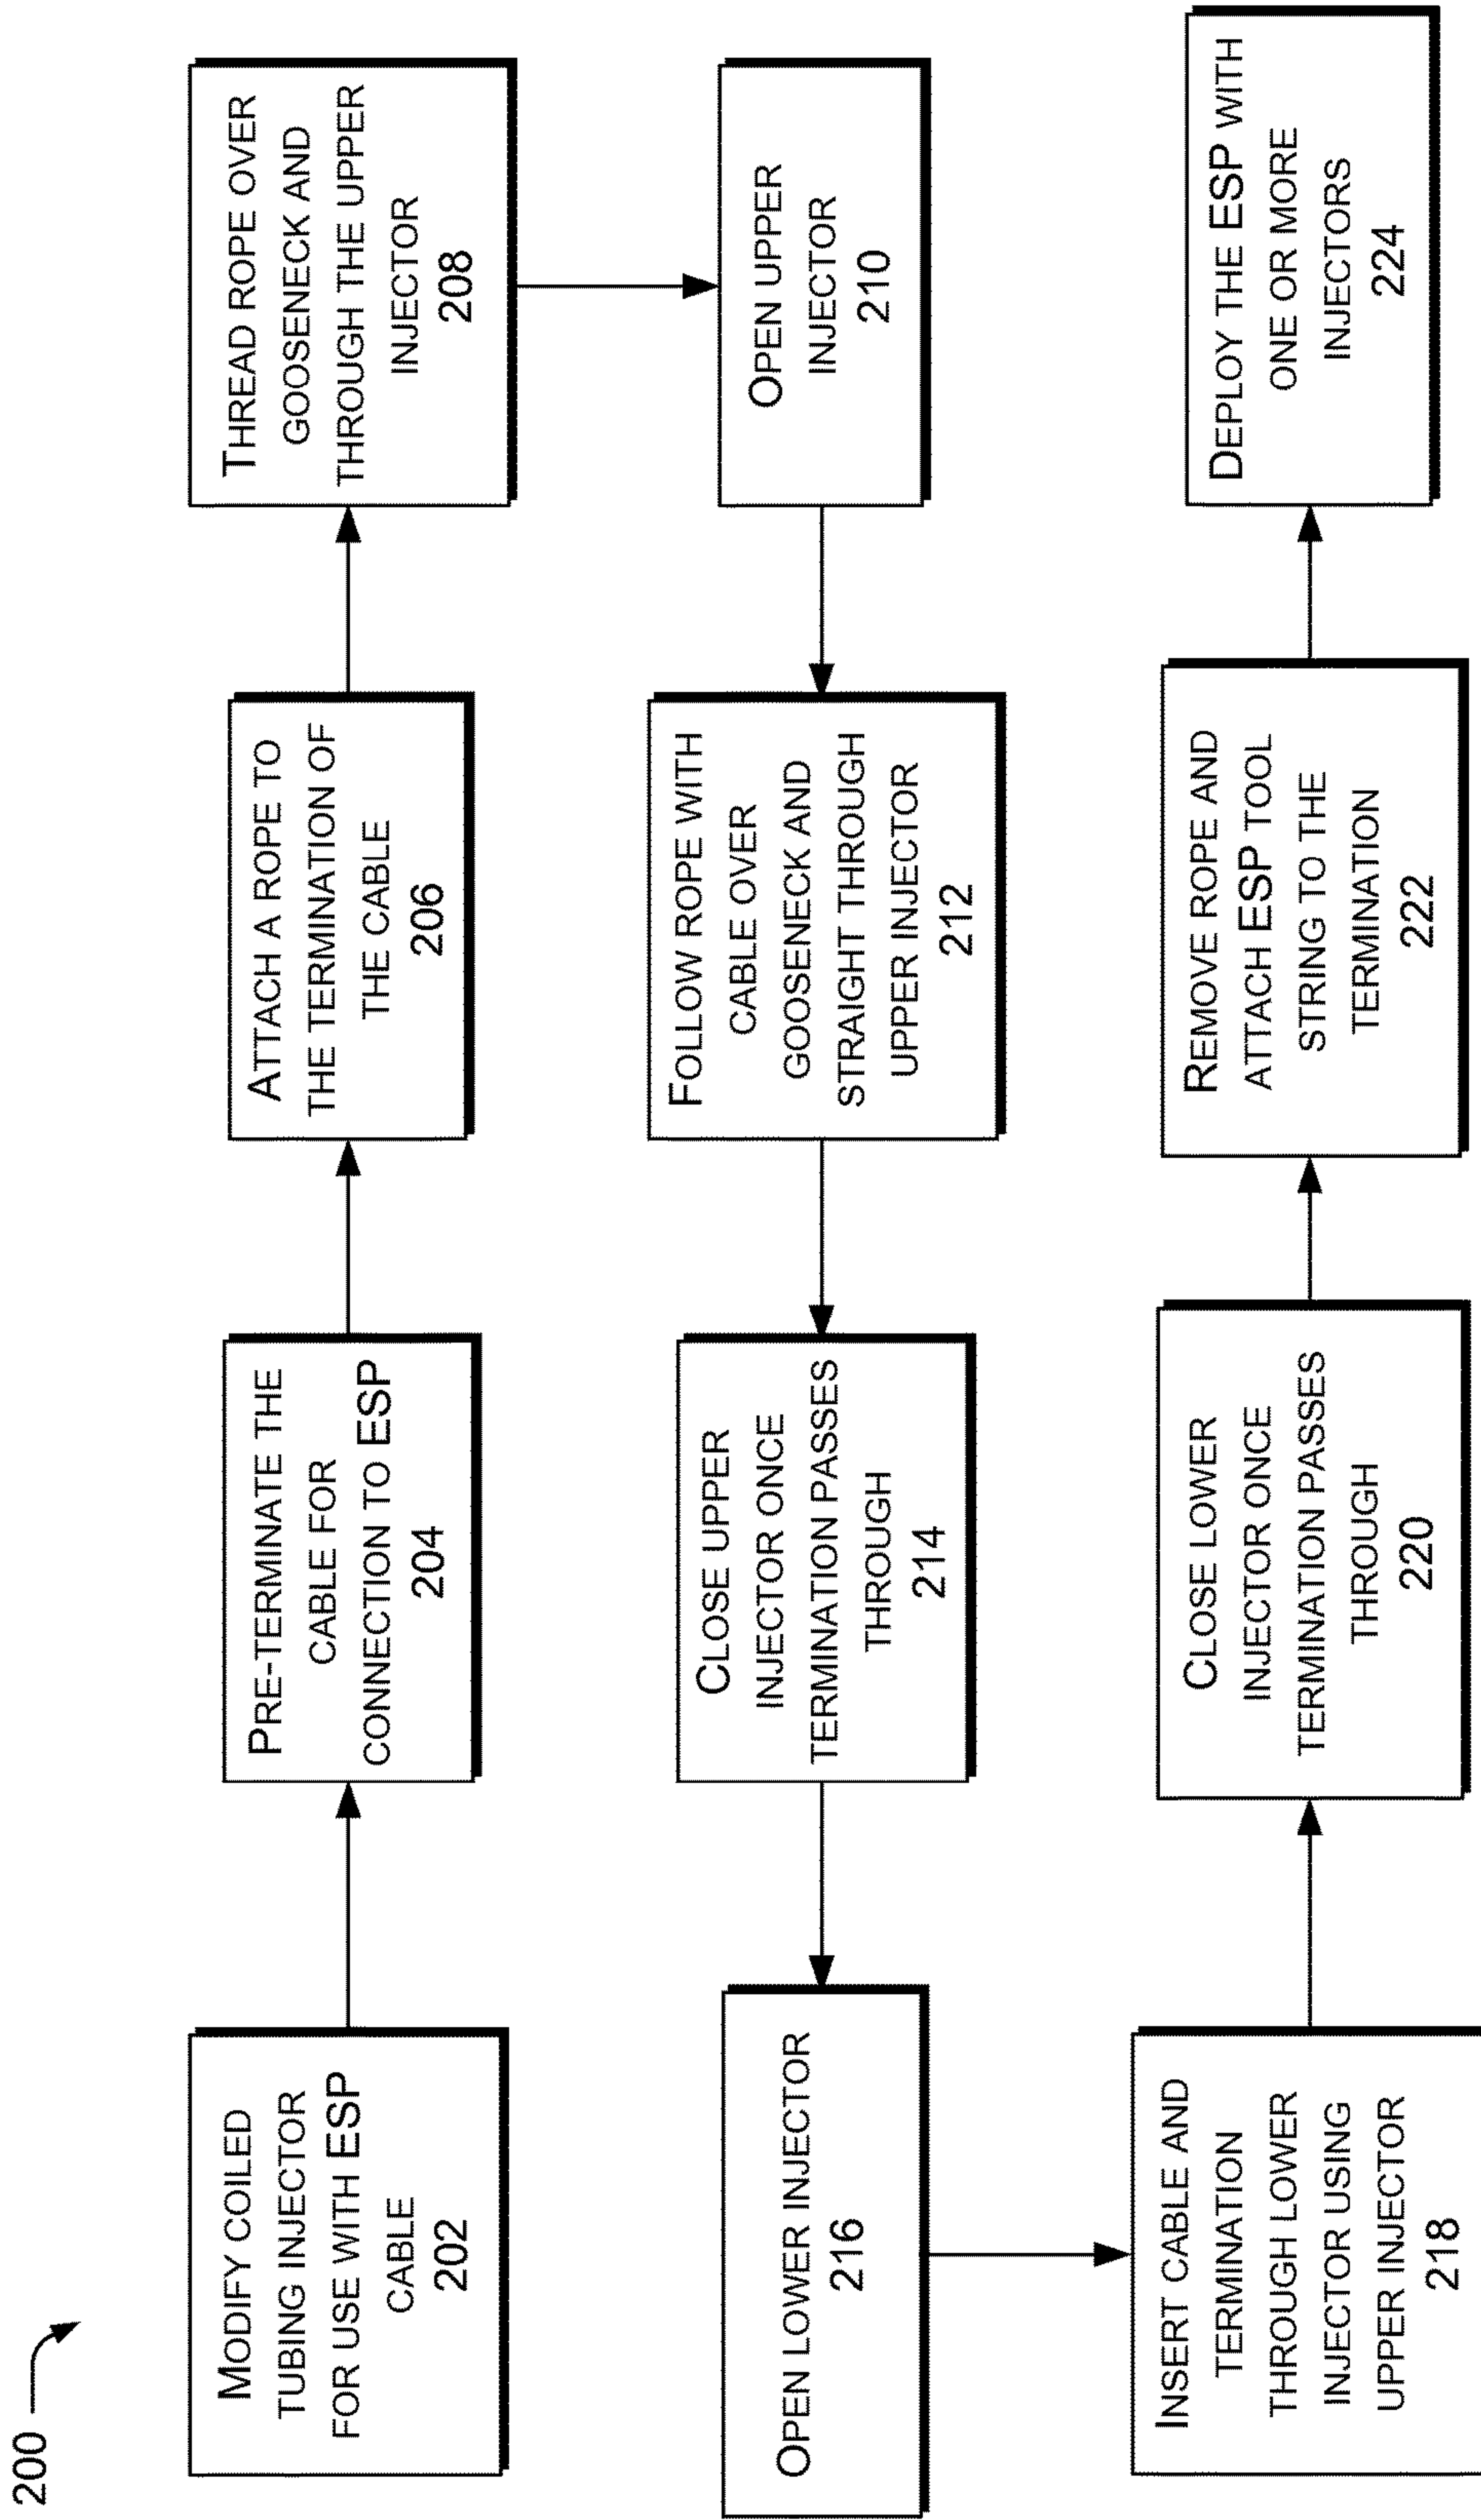 200
MODIFY COILED
TUBING INJECTOR
FOR USE WITH ESP
CABLE
202
PRE-TERMINATE THE
CABLE FOR
CONNECTION TO ESP
204
ATTACH A ROPE TO
THE TERMINATION OF
THE CABLE
206
THREAD ROPE OVER
GOOSENECK AND
THROUGH THE UPPER
INJECTOR
208
OPEN UPPER
INJECTOR
210
FOLLOW ROPE WITH
CABLE OVER
GOOSENECK AND
STRAIGHT THROUGH
UPPER INJECTOR
212
CLOSE UPPER
INJECTOR ONCE
TERMINATION PASSES
THROUGH
214
OPEN LOWER INJECTOR
216
INSERT CABLE AND
TERMINATION
THROUGH LOWER
INJECTOR USING
UPPER INJECTOR
218
CLOSE LOWER
INJECTOR ONCE
TERMINATION PASSES
THROUGH
220
REMOVE ROPE AND
ATTACH ESP TOOL
STRING TO THE
TERMINATION
222
DEPLOY THE ESP WITH
ONE OR MORE
INJECTORS
224